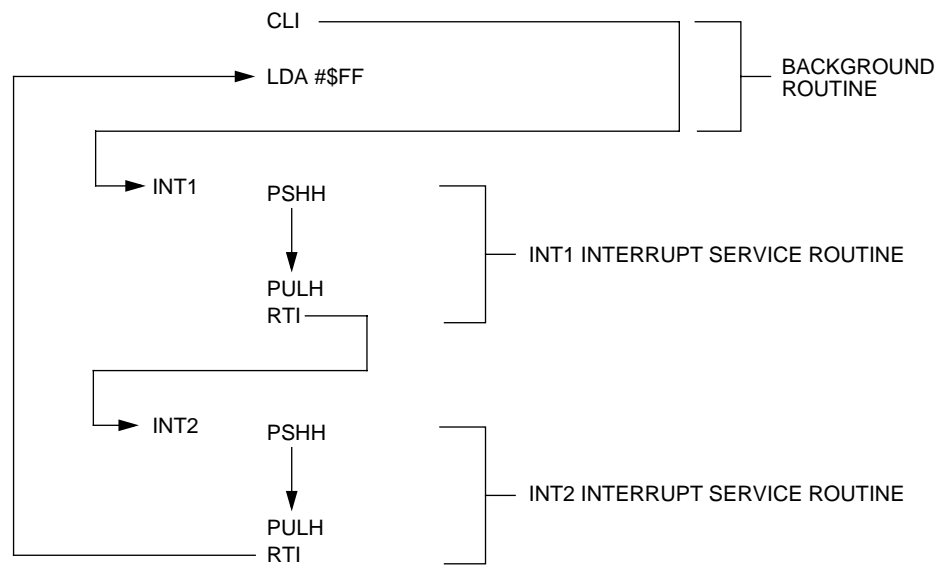 CLI
LDA #$FF
BACKGROUND
ROUTINE
INT1
PSHH
INT1 INTERRUPT SERVICE ROUTINE
PULH
RTI
INT2
PSHH
INT2 INTERRUPT SERVICE ROUTINE
PULH
RTI